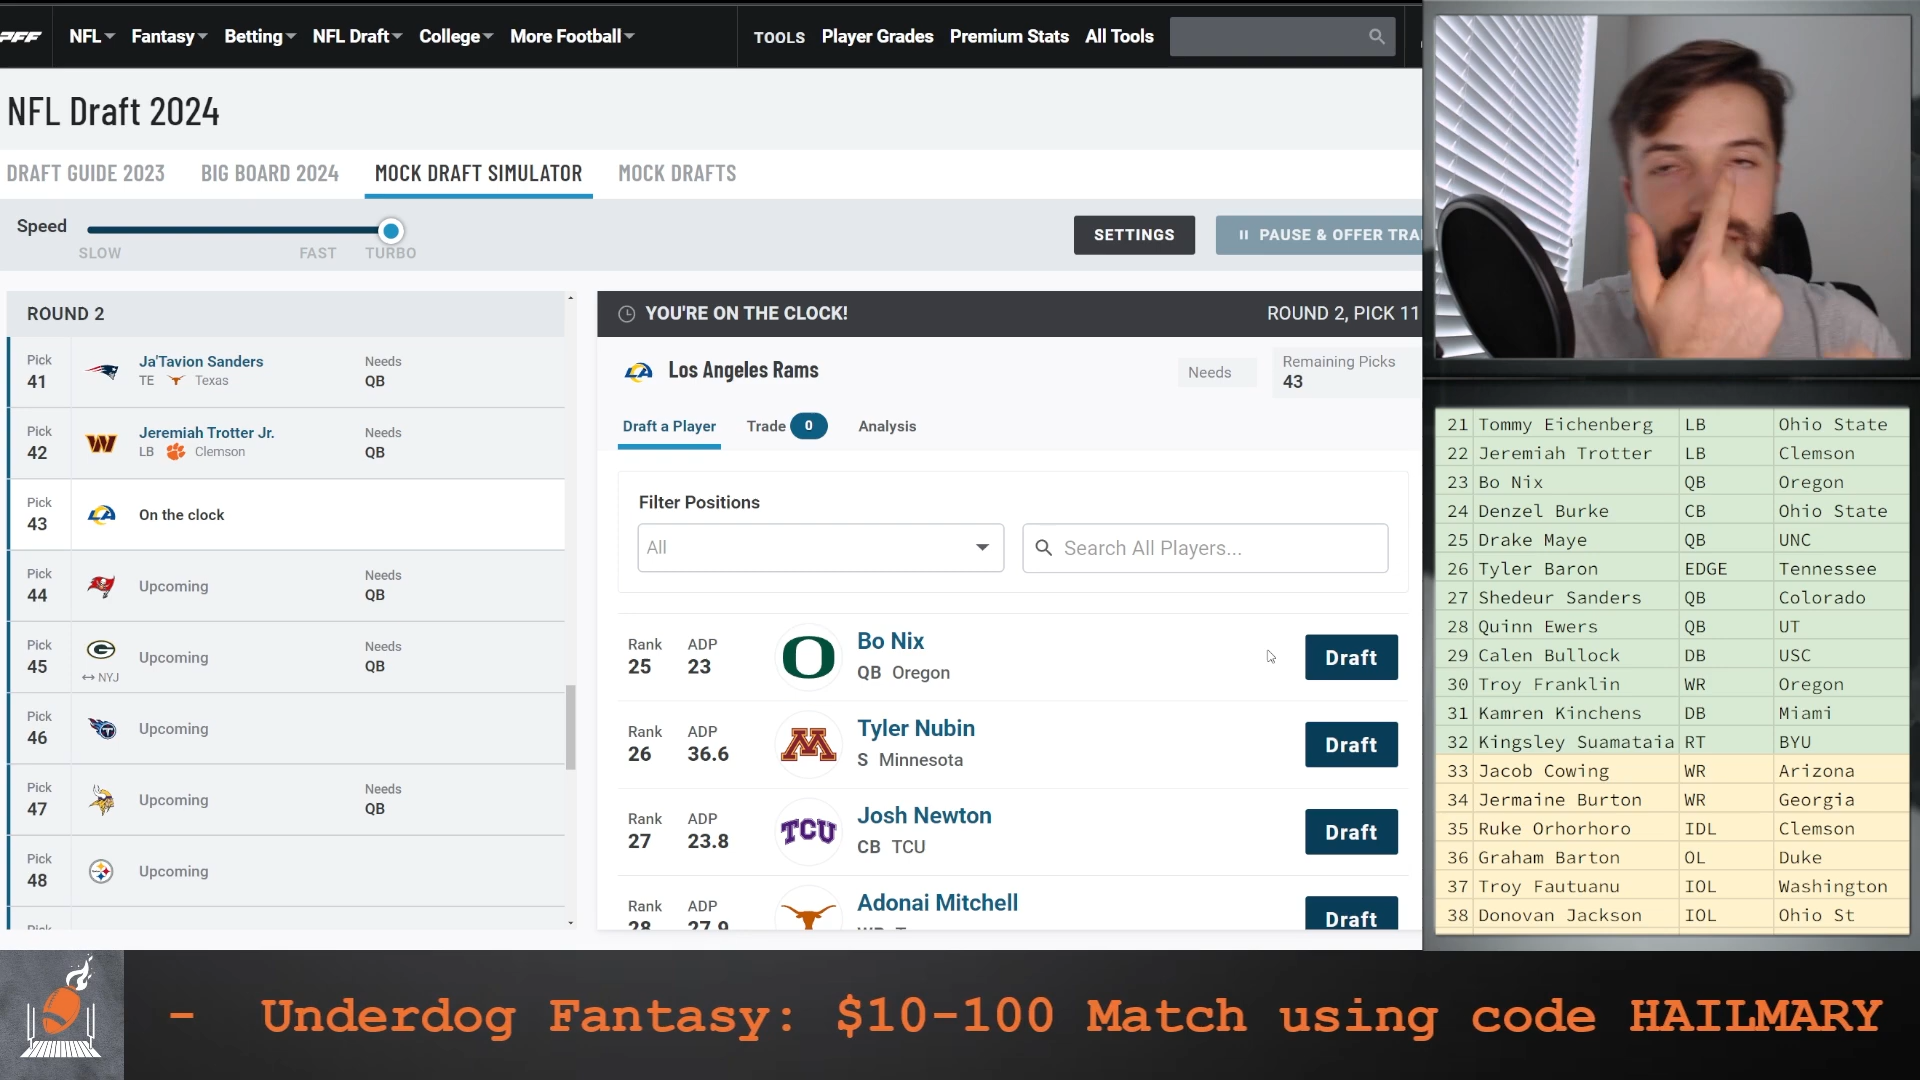 PFF NFL Fantasy Betting NFL Draft College More Football TOOLS Player Grades Premium Stats All Tools
NFL Draft 2024
DRAFT GUIDE 2023 BIG BOARD 2024 MOCK DRAFT SIMULATOR MOCK DRAFTS
Speed
SLOW FAST TURBO
SETTINGS PAUSE & OFFER TRA
ROUND 2
Pick 41 Ja'Tavion Sanders Needs
TE Texas QB
Pick 42 Jeremiah Trotter Jr. Needs
LB Clemson QB
Pick 43 On the clock
Pick 44 Upcoming Needs QB
Pick 45 Upcoming Needs QB
↔ NYJ
Pick 46 Upcoming
Pick 47 Upcoming Needs QB
Pick 48 Upcoming
Pick
YOU'RE ON THE CLOCK! ROUND 2, PICK 11
Los Angeles Rams Needs Remaining Picks
43
Draft a Player Trade 0 Analysis
Filter Positions
All Search All Players...
Rank ADP Bo Nix
25 23 QB Oregon Draft
Rank ADP Tyler Nubin
26 36.6 S Minnesota Draft
Rank ADP TCU Josh Newton
27 23.8 CB TCU Draft
Rank ADP Adonai Mitchell
28 27.9 Draft
21 Tommy Eichenberg LB Ohio State
22 Jeremiah Trotter LB Clemson
23 Bo Nix QB Oregon
24 Denzel Burke CB Ohio State
25 Drake Maye QB UNC
26 Tyler Baron EDGE Tennessee
27 Shedeur Sanders QB Colorado
28 Quinn Ewers QB UT
29 Calen Bullock DB USC
30 Troy Franklin WR Oregon
31 Kamren Kinchens DB Miami
32 Kingsley Suamataia RT BYU
33 Jacob Cowing WR Arizona
34 Jermaine Burton WR Georgia
35 Ruke Orhorhoro IDL Clemson
36 Graham Barton OL Duke
37 Troy Fautuanu IOL Washington
38 Donovan Jackson IOL Ohio St
- Underdog Fantasy: $10-100 Match using code HAILMARY